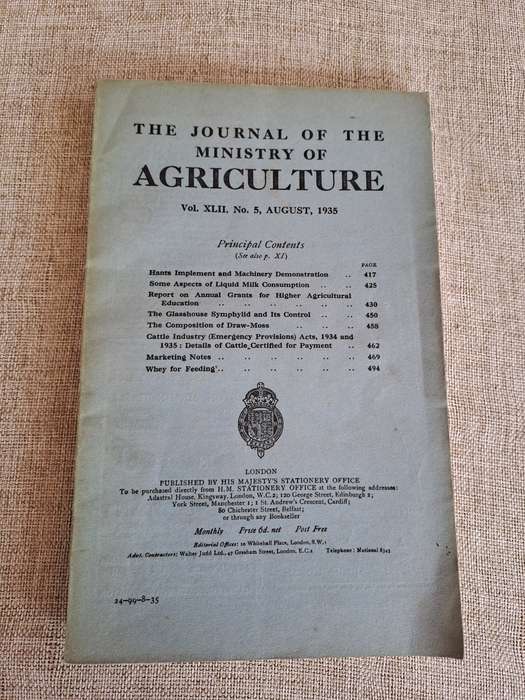 THE JOURNAL OF THE
MINISTRY OF
AGRICULTURE
Vol. XLII. No. 5, AUGUST, 1935
Principal Contents
(See also p. XI)
PAGE
Hants Implement and Machinery Demonstration .. 417
Some Aspects of Liquid Milk Consumption .. .. 425
Report on Annual Grants for Higher Agricultural
Education .. .. .. .. .. .. 430
The Glasshouse Symphylid and Its Control .. .. 450
The Composition of Draw-Moss .. .. .. 458
Cattle Industry (Emergency Provisions) Acts, 1934 and
1935 : Details of Cattle Certified for Payment .. 462
Marketing Notes .. .. .. .. .. .. 469
Whey for Feeding .. .. .. .. .. .. 494
LONDON
PUBLISHED BY HIS MAJESTY'S STATIONERY OFFICE
To be purchased directly from H.M. STATIONERY OFFICE at the following addresses:
Adastral House, Kingsway, London, W.C.2; 120 George Street, Edinburgh 2;
York Street, Manchester 1; 1 St. Andrew's Crescent, Cardiff;
80 Chichester Street, Belfast;
or through any Bookseller
Monthly Price 6d. net Post Free
Editorial Offices: 10 Whitehall Place, London, S.W.1
Advt. Contractors: Walter Judd Ltd., 47 Gresham Street, London, E.C.2 Telephone: National 8343
24-99-8-35